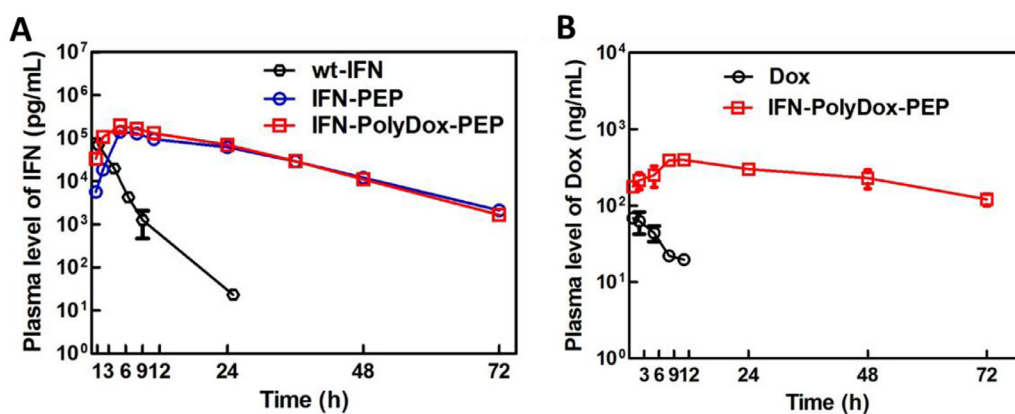 A
Plasma level of IFN (pg/mL)
10⁷
10⁶
10⁵
10⁴
10³
10²
10¹
10⁰
wt-IFN
IFN-PEP
IFN-PolyDox-PEP
13 6 912 24 48 72
Time (h)
B
Plasma level of Dox (ng/mL)
10⁴
10³
10²
10¹
10⁰
Dox
IFN-PolyDox-PEP
3 6 912 24 48 72
Time (h)